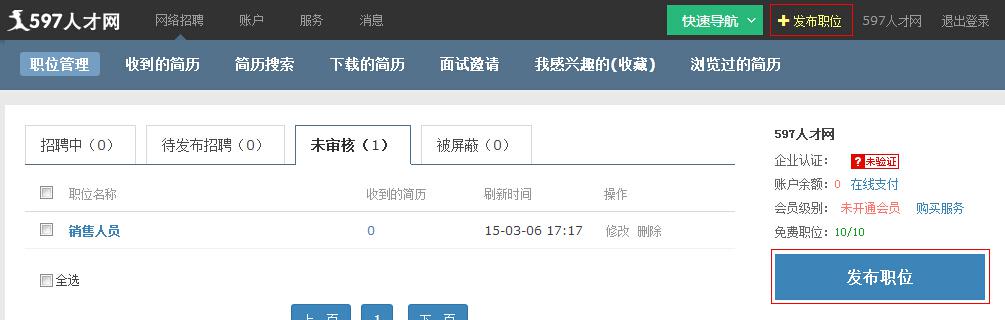 597人才网 网络招聘 账户 服务 消息 快速导航 发布职位 597人才网 退出登录
职位管理 收到的简历 简历搜索 下载的简历 面试邀请 我感兴趣的(收藏) 浏览过的简历
招聘中（0） 待发布招聘（0） 未审核（1） 被屏蔽（0）
职位名称 收到的简历 刷新时间 操作
销售人员 0 15-03-06 17:17 修改 删除
全选
上一页 1 下一页
597人才网
企业认证： ?未验证
账户余额：0 在线支付
会员级别： 未开通会员 购买服务
免费职位：10/10
发布职位